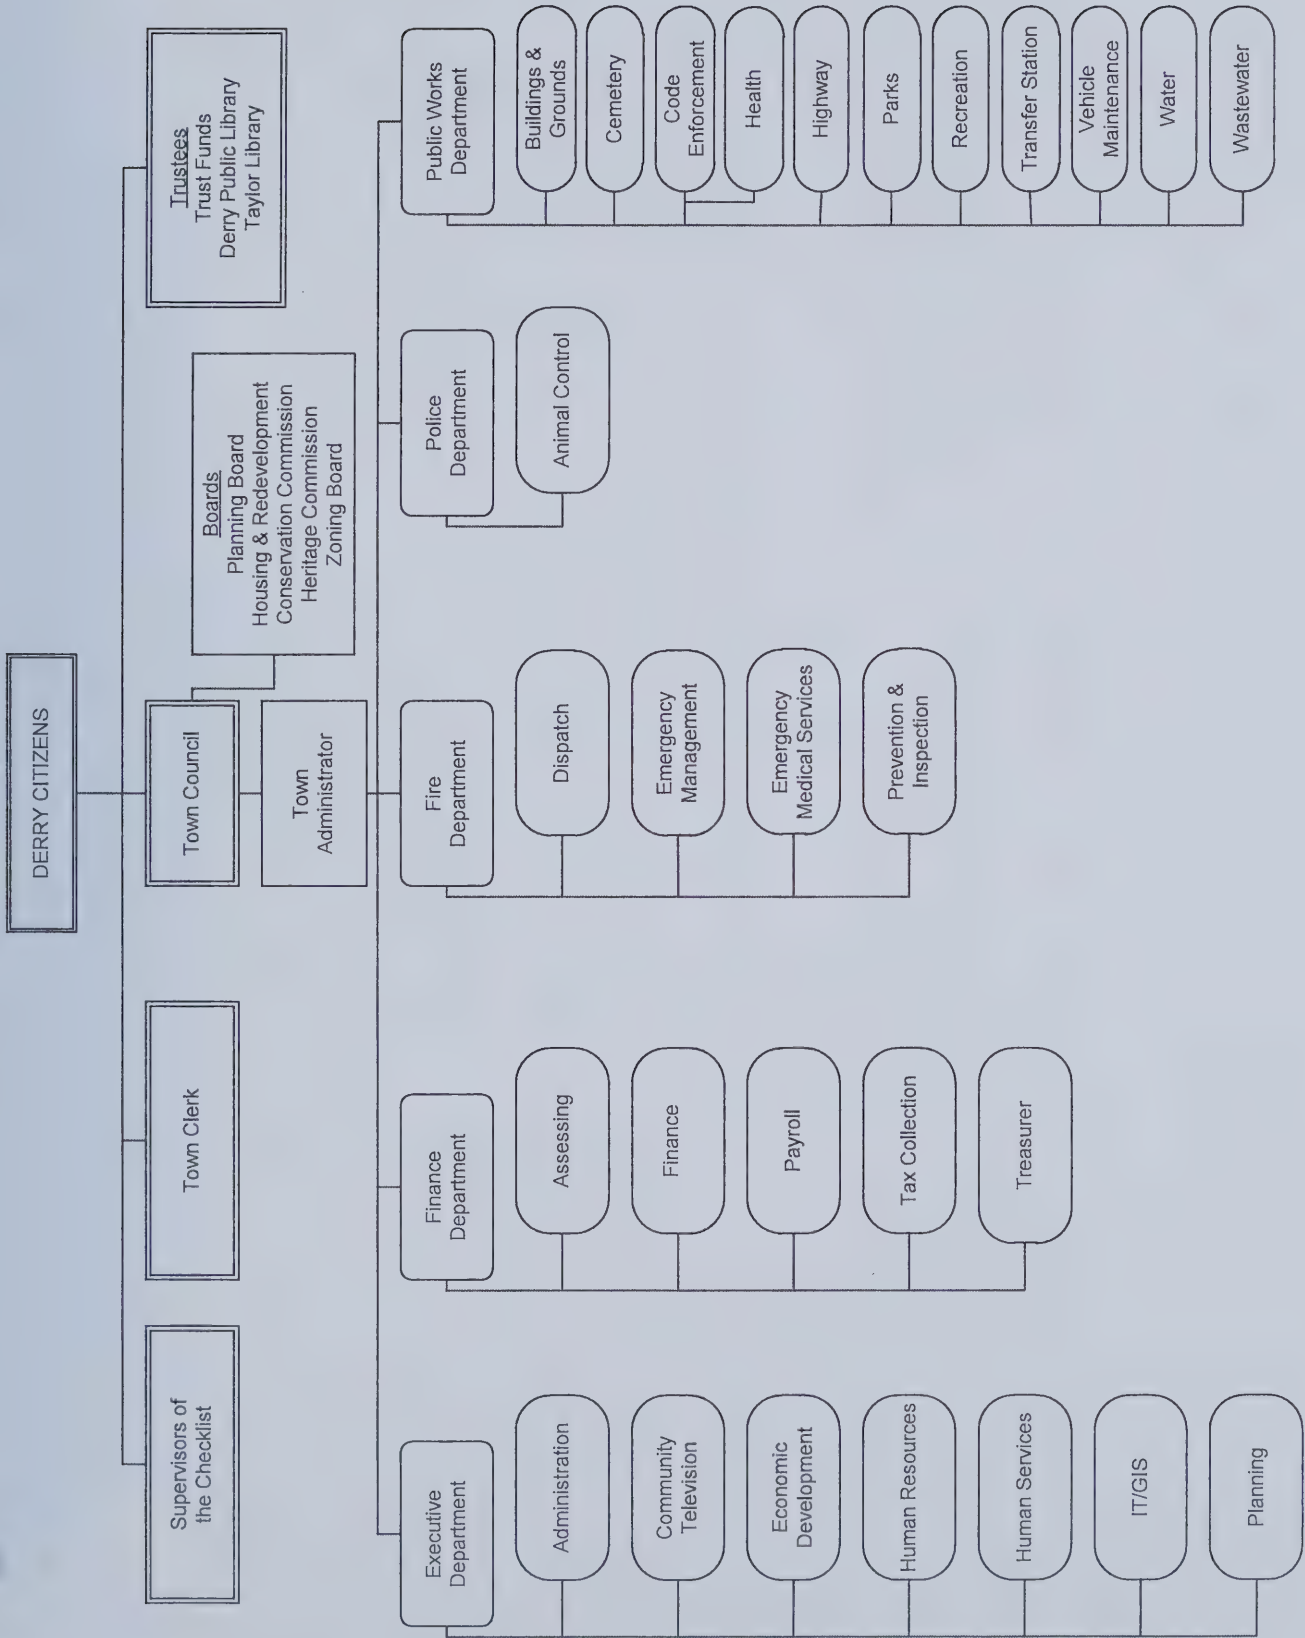 DERRY CITIZENS
Supervisors of
the Checklist
Town Clerk
Town Council
Trustees
Trust Funds
Derry Public Library
Taylor Library
Boards
Planning Board
Housing & Redevelopment
Conservation Commission
Heritage Commission
Zoning Board
Town
Administrator
Executive
Department
Administration
Community
Television
Economic
Development
Human Resources
Human Services
IT/GIS
Planning
Finance
Department
Assessing
Finance
Payroll
Tax Collection
Treasurer
Fire
Department
Dispatch
Emergency
Management
Emergency
Medical Services
Prevention &
Inspection
Police
Department
Animal Control
Public Works
Department
Buildings &
Grounds
Cemetery
Code
Enforcement
Health
Highway
Parks
Recreation
Transfer Station
Vehicle
Maintenance
Water
Wastewater